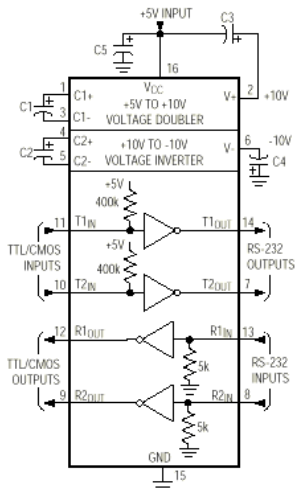 +5V INPUT
C3
C5
16
1
C1+
V_CC
V+
2
+10V
C1
3
C1-
+5V TO +10V
VOLTAGE DOUBLER
4
C2+
+10V TO -10V
V-
6
-10V
C2
5
C2-
VOLTAGE INVERTER
C4
+5V
400k
11
T1IN
T1OUT
14
TTL/CMOS
INPUTS
+5V
400k
RS-232
OUTPUTS
10
T2IN
T2OUT
7
12
R1OUT
R1IN
13
TTL/CMOS
OUTPUTS
5k
RS-232
INPUTS
9
R2OUT
R2IN
8
5k
GND
15